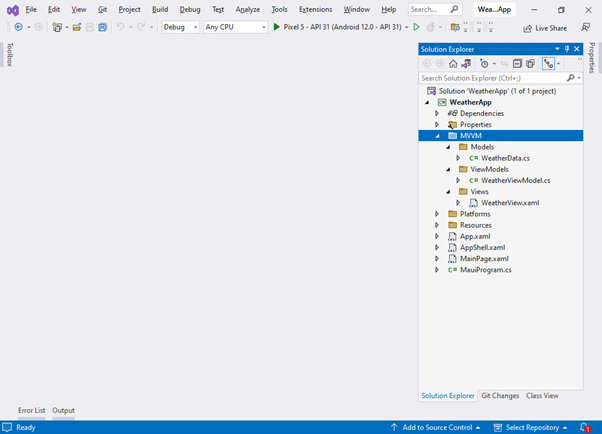 File Edit View Git Project Build Debug Test Analyze Tools Extensions Window Help Search... Wea...App
Debug Any CPU Pixel 5 - API 31 (Android 12.0 - API 31) Live Share
Toolbox
Properties
Solution Explorer
Search Solution Explorer (Ctrl+;)
Solution 'WeatherApp' (1 of 1 project)
WeatherApp
Dependencies
Properties
MVVM
Models
C# WeatherData.cs
ViewModels
C# WeatherViewModel.cs
Views
WeatherView.xaml
Platforms
Resources
App.xaml
AppShell.xaml
MainPage.xaml
C# MauiProgram.cs
Solution Explorer Git Changes Class View
Error List Output
Ready Add to Source Control Select Repository 1